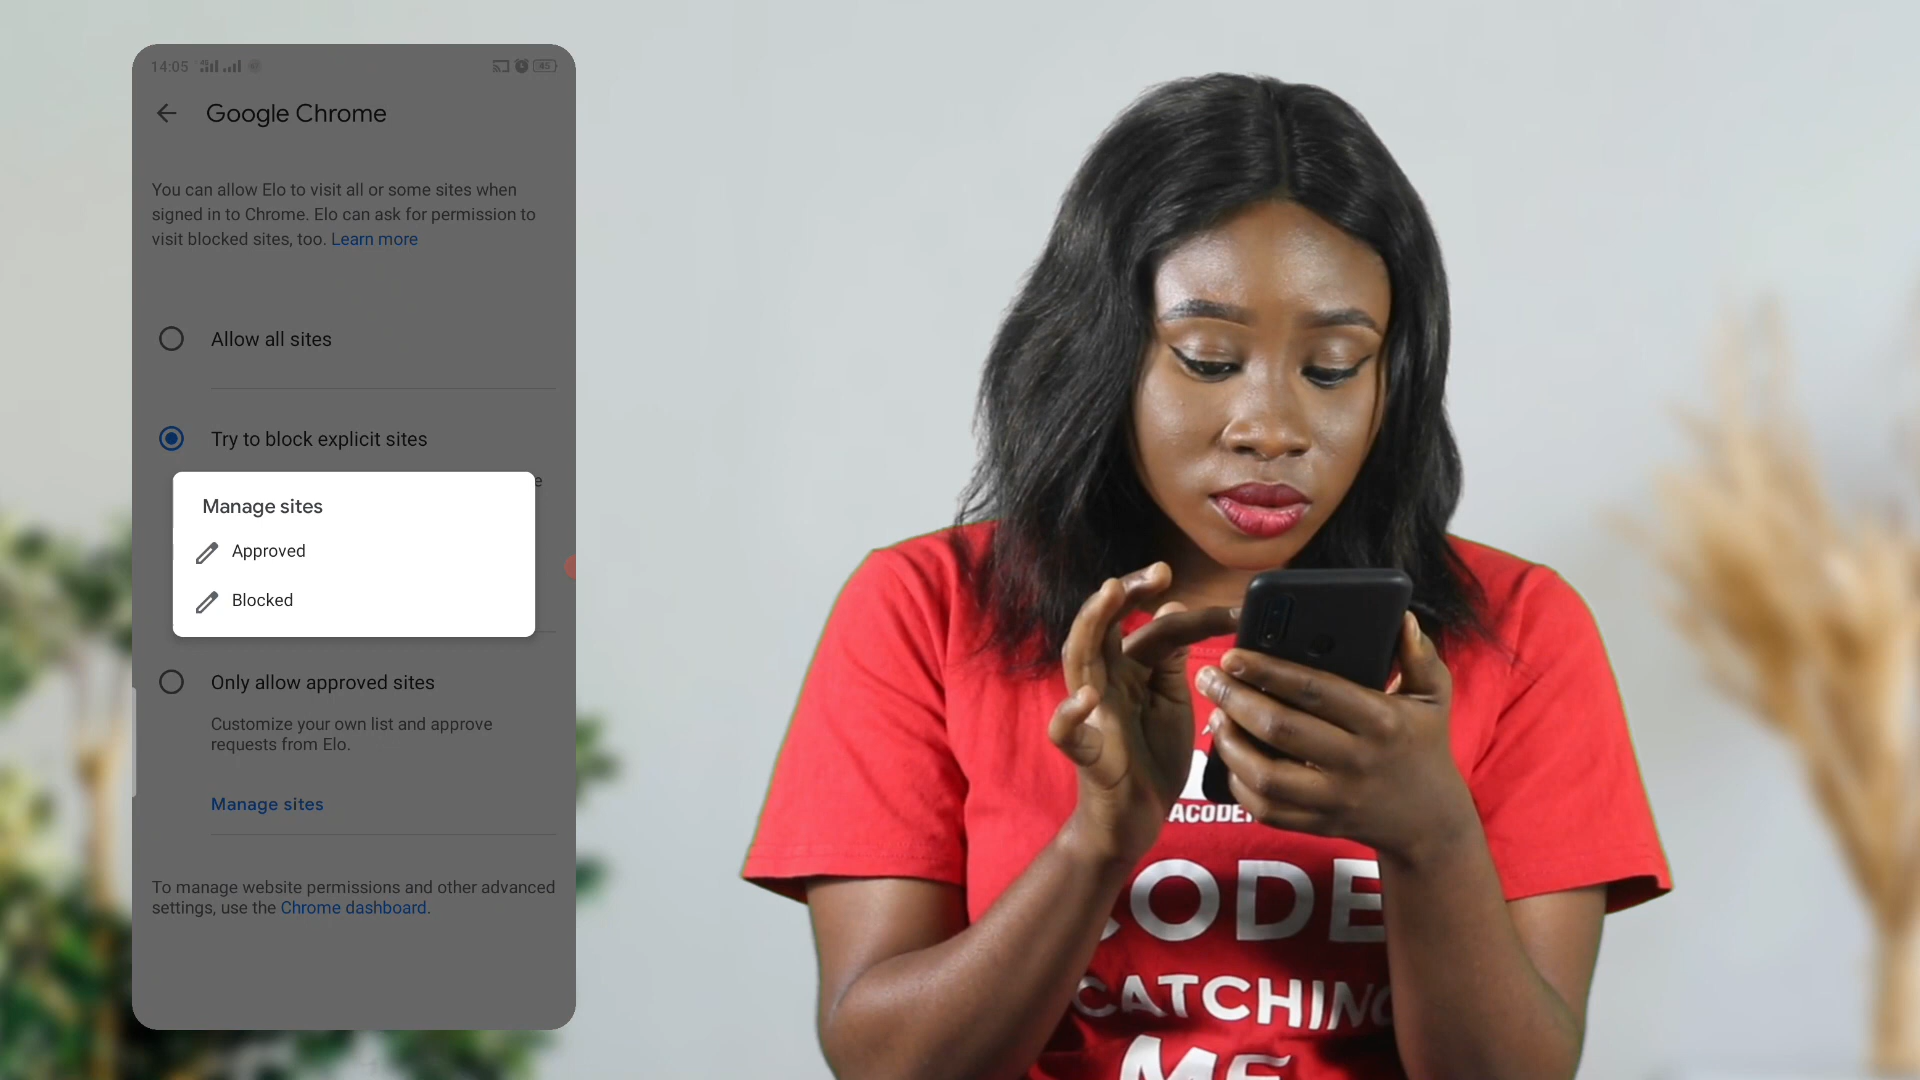 14:05
Google Chrome
You can allow Elo to visit all or some sites when
signed in to Chrome. Elo can ask for permission to
visit blocked sites, too. Learn more
Allow all sites
Try to block explicit sites
Manage sites
Approved
Blocked
Only allow approved sites
Customize your own list and approve
requests from Elo.
Manage sites
To manage website permissions and other advanced
settings, use the Chrome dashboard.
CODE
CATCHING
ME